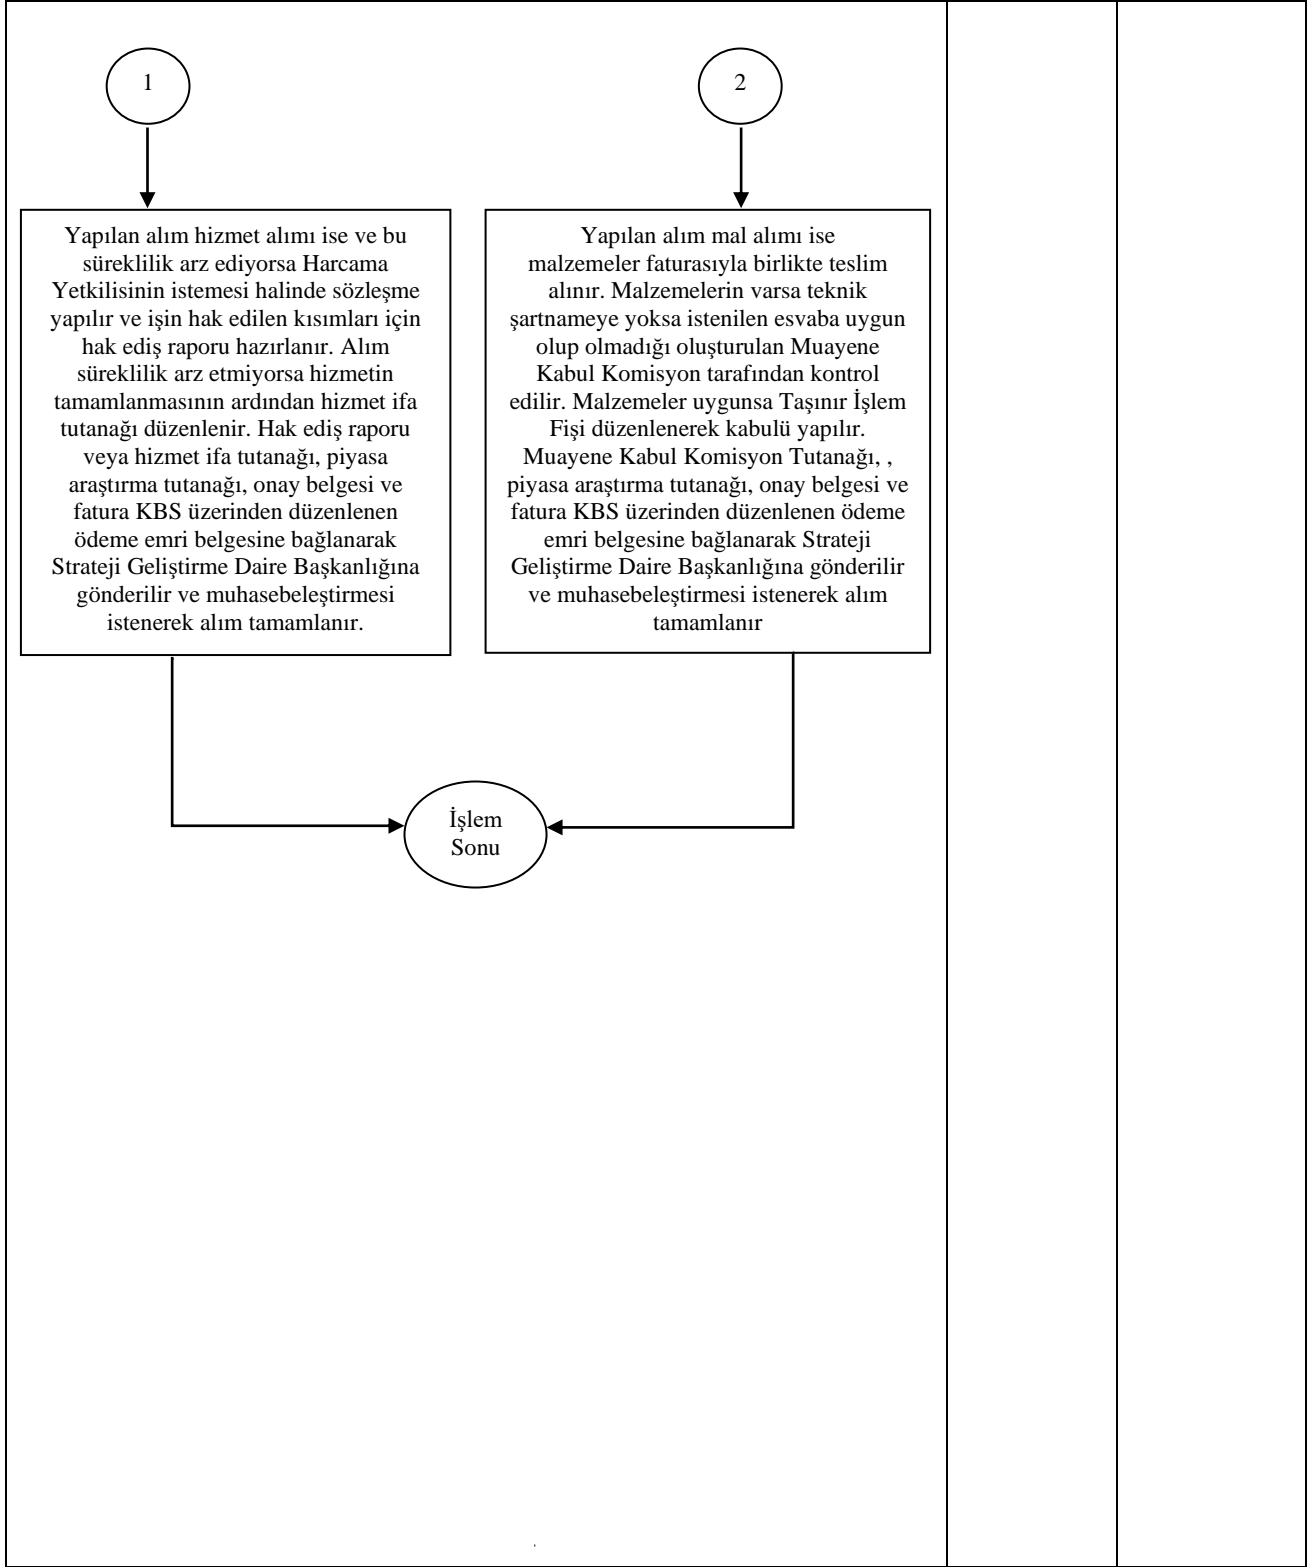 1
2
Yapılan alım hizmet alımı ise ve bu
süreklilik arz ediyorsa Harcama
Yetkilisinin istemesi halinde sözleşme
yapılır ve işin hak edilen kısımları için
hak ediş raporu hazırlanır. Alım
süreklilik arz etmiyorsa hizmetin
tamamlanmasının ardından hizmet ifa
tutanağı düzenlenir. Hak ediş raporu
veya hizmet ifa tutanağı, piyasa
araştırma tutanağı, onay belgesi ve
fatura KBS üzerinden düzenlenen
ödeme emri belgesine bağlanarak
Strateji Geliştirme Daire Başkanlığına
gönderilir ve muhasebeleştirmesi
istenerek alım tamamlanır.
Yapılan alım mal alımı ise
malzemeler faturasıyla birlikte teslim
alınır. Malzemelerin varsa teknik
şartnameye yoksa istenilen esvaba uygun
olup olmadığı oluşturulan Muayene
Kabul Komisyon tarafından kontrol
edilir. Malzemeler uygunsa Taşınır İşlem
Fişi düzenlenerek kabulü yapılır.
Muayene Kabul Komisyon Tutanağı, ,
piyasa araştırma tutanağı, onay belgesi ve
fatura KBS üzerinden düzenlenen ödeme
emri belgesine bağlanarak Strateji
Geliştirme Daire Başkanlığına gönderilir
ve muhasebeleştirmesi istenerek alım
tamamlanır
İşlem
Sonu